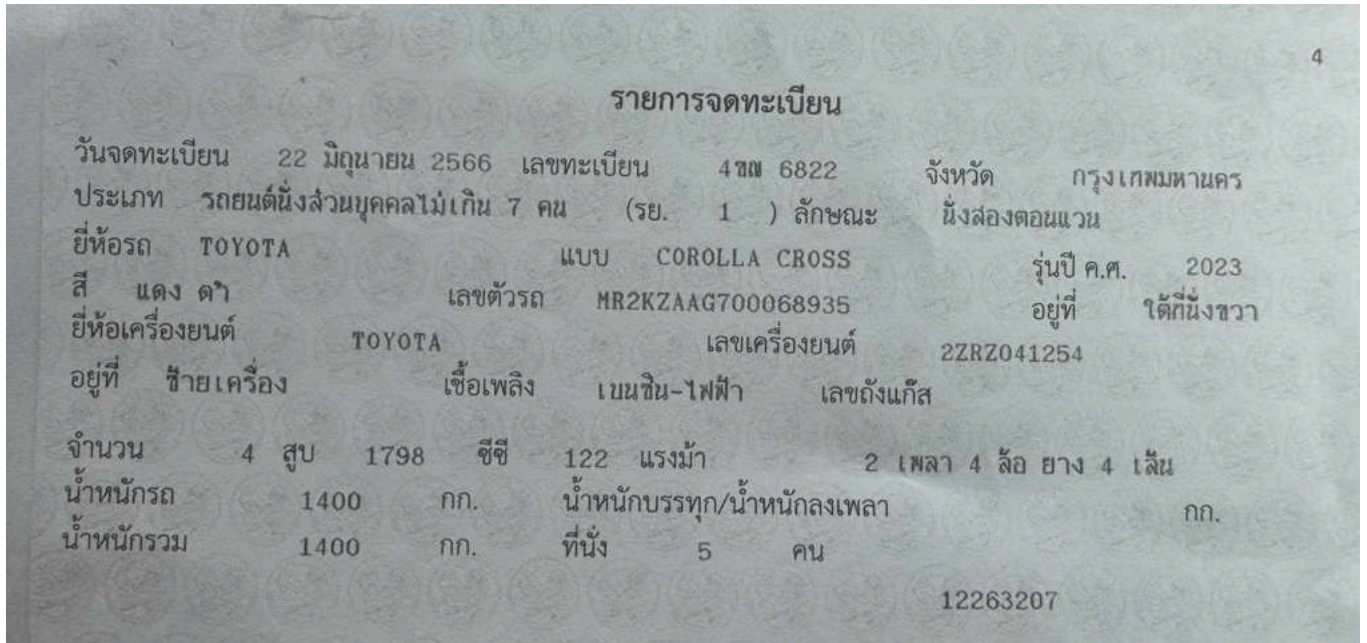 4
รายการจดทะเบียน
วันจดทะเบียน 22 มิถุนายน 2566 เลขทะเบียน 4ขณ 6822 จังหวัด กรุงเทพมหานคร
ประเภท รถยนต์นั่งส่วนบุคคลไม่เกิน 7 คน (รย. 1 ) ลักษณะ นั่งสองตอนแวน
ยี่ห้อรถ TOYOTA แบบ COROLLA CROSS รุ่นปี ค.ศ. 2023
สี แดง ดำ เลขตัวรถ MR2KZAAG700068935 อยู่ที่ ใต้ที่นั่งขวา
ยี่ห้อเครื่องยนต์ TOYOTA เลขเครื่องยนต์ 2ZRZ041254
อยู่ที่ ซ้ายเครื่อง เชื้อเพลิง เบนซิน-ไฟฟ้า เลขถังแก๊ส
จำนวน 4 สูบ 1798 ซีซี 122 แรงม้า 2 เพลา 4 ล้อ ยาง 4 เส้น
น้ำหนักรถ 1400 กก. น้ำหนักบรรทุก/น้ำหนักลงเพลา กก.
น้ำหนักรวม 1400 กก. ที่นั่ง 5 คน
12263207